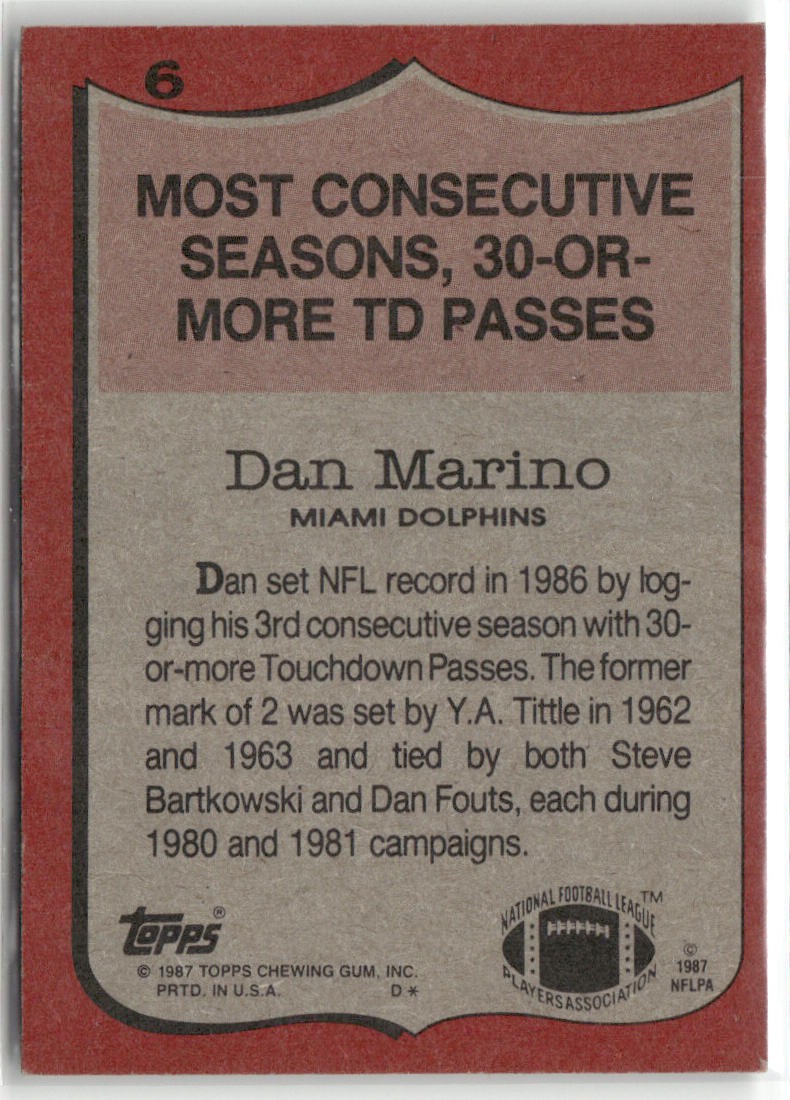 6
MOST CONSECUTIVE
SEASONS, 30-OR-
MORE TD PASSES
Dan Marino
MIAMI DOLPHINS
Dan set NFL record in 1986 by log-
ging his 3rd consecutive season with 30-
or-more Touchdown Passes. The former
mark of 2 was set by Y.A. Tittle in 1962
and 1963 and tied by both Steve
Bartkowski and Dan Fouts, each during
1980 and 1981 campaigns.
topps®
© 1987 TOPPS CHEWING GUM, INC.
PRTD. IN U.S.A. D*
NATIONAL FOOTBALL LEAGUE ™
PLAYERS ASSOCIATION
©
1987
NFLPA